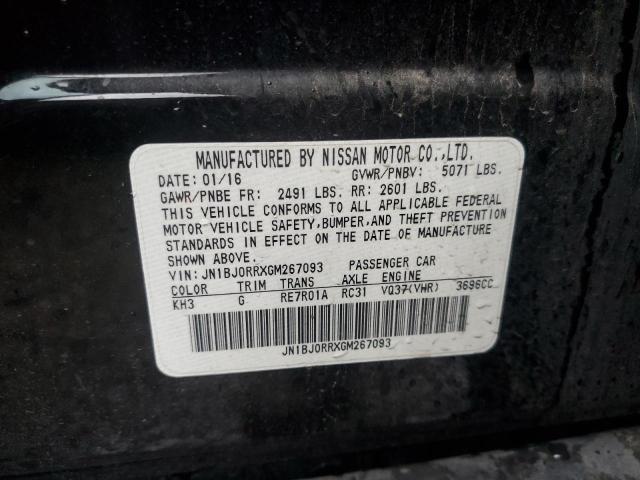 MANUFACTURED BY NISSAN MOTOR CO.,LTD.
DATE: 01/16 GVWR/PNBV: 5071 LBS.
GAWR/PNBE FR: 2491 LBS. RR: 2601 LBS.
THIS VEHICLE CONFORMS TO ALL APPLICABLE FEDERAL
MOTOR VEHICLE SAFETY,BUMPER,AND THEFT PREVENTION
STANDARDS IN EFFECT ON THE DATE OF MANUFACTURE
SHOWN ABOVE.
VIN: JN1BJ0RRXGM267093 PASSENGER CAR
COLOR TRIM TRANS AXLE ENGINE
KH3 G RE7R01A RC31 VQ37(VHR) 3696CC
JN1BJ0RRXGM267093